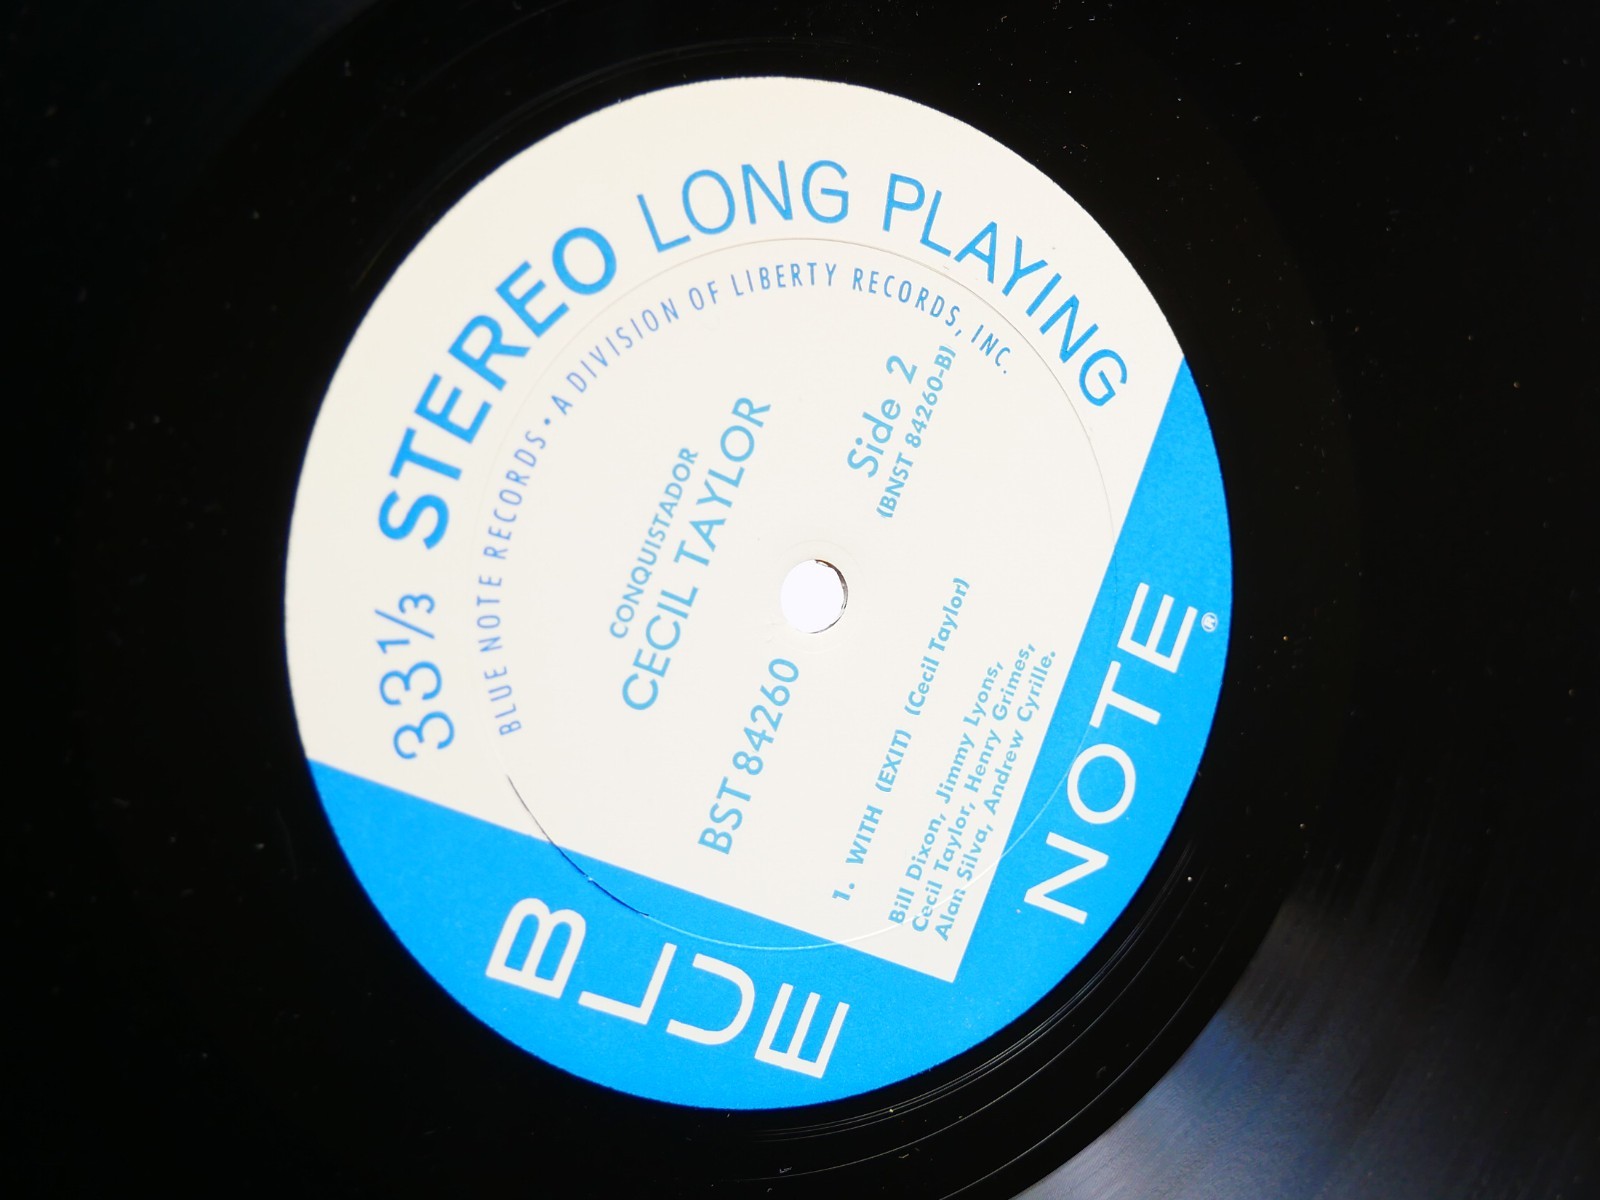 33⅓ STEREO LONG PLAYING
BLUE NOTE RECORDS • A DIVISION OF LIBERTY RECORDS, INC.
CONQUISTADOR
CECIL TAYLOR
BST 84260
Side 2
(BNST 84260-B)
1. WITH (EXIT) (Cecil Taylor)
Bill Dixon, Jimmy Lyons,
Cecil Taylor, Henry Grimes,
Alan Silva, Andrew Cyrille.
BLUE
NOTE®